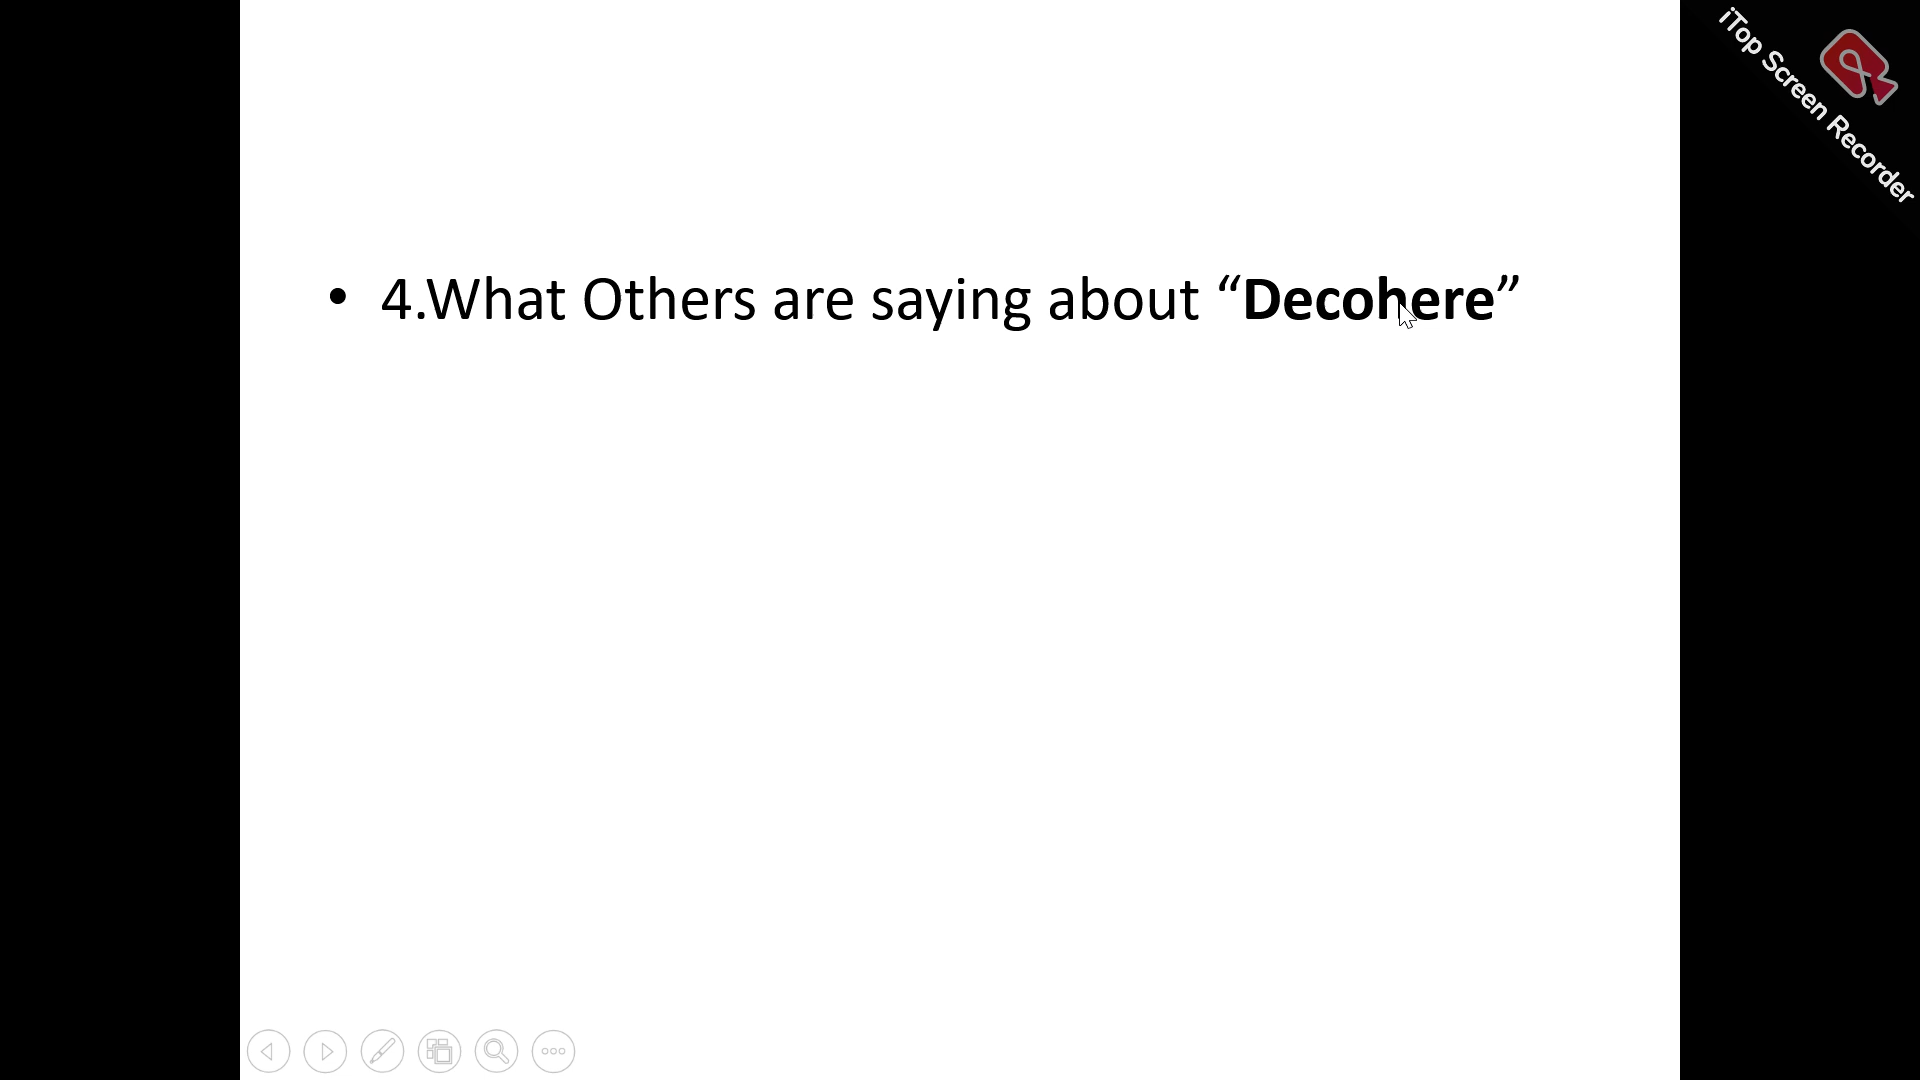 iTop Screen Recorder
• 4.What Others are saying about “Decohere”